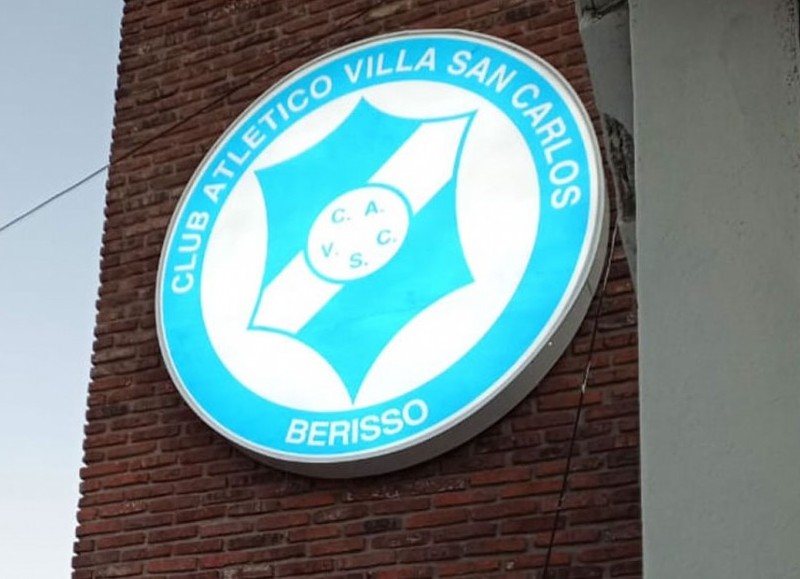 CLUB ATLETICO VILLA SAN CARLOS
C. A.
V. S. C.
BERISSO